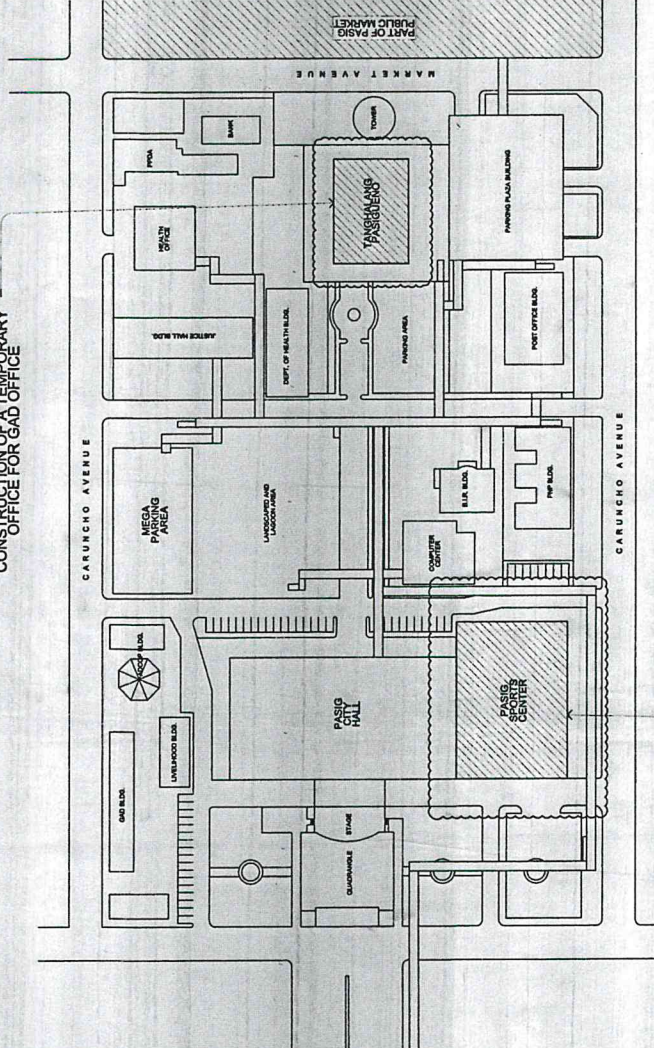 CONSTRUCTION OF A TEMPORARY
OFFICE FOR GAD OFFICE
PART OF PASIG
PUBLIC MARKET
MARKET AVENUE
BANK
TOWER
HEALTH
OFFICE
TANGHALANG
PASIGUENO
PARKING PLAZA BUILDING
JUSTICE HALL BLDG.
DEPT. OF HEALTH BLDG.
PARKING AREA
POST OFFICE BLDG.
CARUNCHO AVENUE
MEGA
PARKING
AREA
LANDSCAPED AND
LAGOON AREA
B.I.R. BLDG.
PNP BLDG.
CARUNCHO AVENUE
COMPUTER
CENTER
BLDG.
LIVELIHOOD BLDG.
GAD BLDG.
PASIG
CITY
HALL
PASIG
SPORTS
CENTER
STAGE
QUADRANGLE